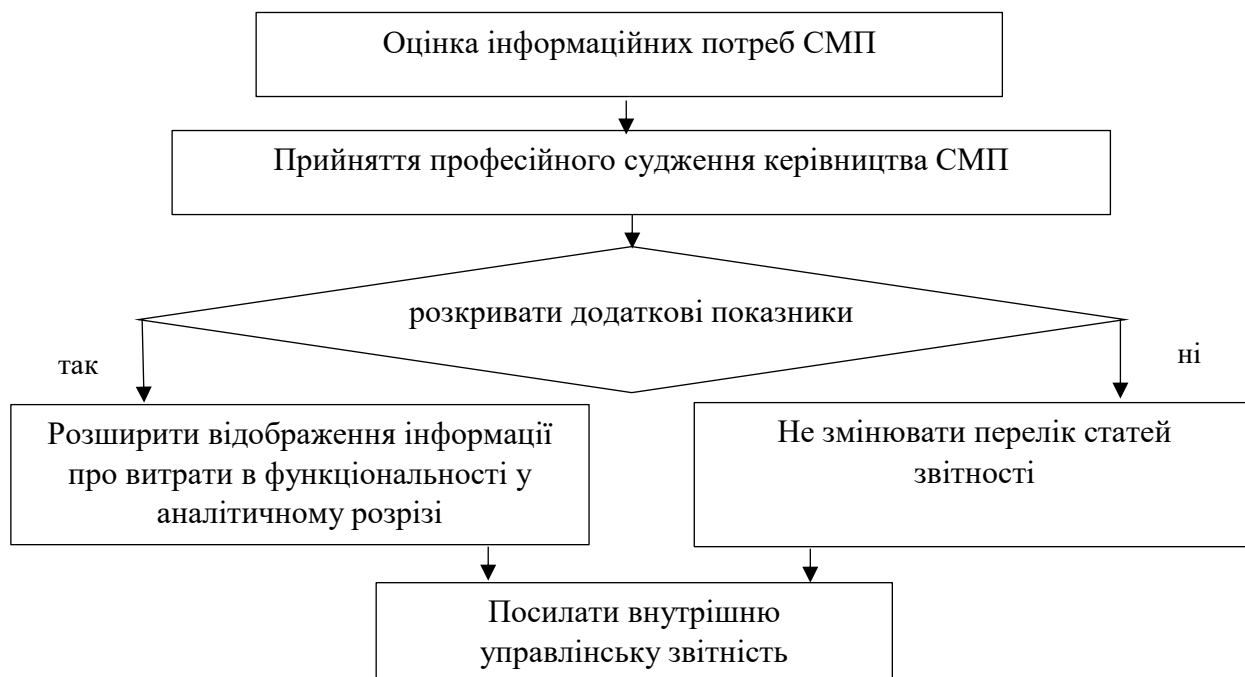 Оцінка інформаційних потреб СМП
Прийняття професійного судження керівництва СМП
розкривати додаткові показники
так
ні
Розширити відображення інформації
про витрати в функціональності у
аналітичному розрізі
Не змінювати перелік статей
звітності
Посилати внутрішню
управлінську звітність